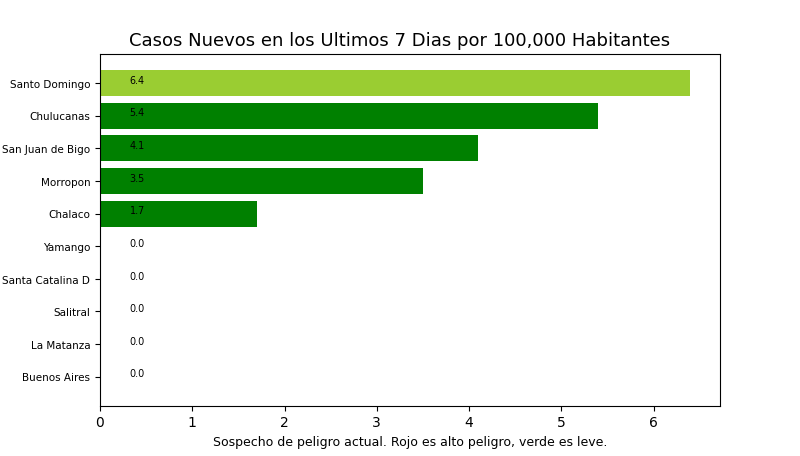 Casos Nuevos en los Ultimos 7 Dias por 100,000 Habitantes
Santo Domingo 6.4
Chulucanas 5.4
San Juan de Bigo 4.1
Morropon 3.5
Chalaco 1.7
Yamango 0.0
Santa Catalina D 0.0
Salitral 0.0
La Matanza 0.0
Buenos Aires 0.0
0 1 2 3 4 5 6
Sospecho de peligro actual. Rojo es alto peligro, verde es leve.